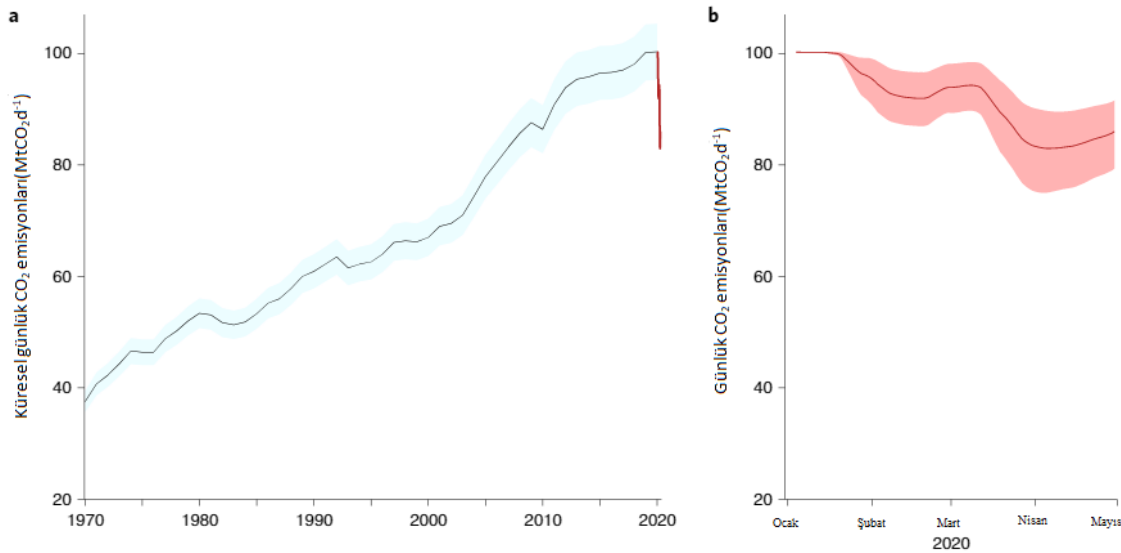 a
Küresel günlük CO₂ emisyonları(MtCO₂d⁻¹)
100
80
60
40
20
1970
1980
1990
2000
2010
2020
b
Günlük CO₂ emisyonları(MtCO₂d⁻¹)
100
80
60
40
20
Ocak
Şubat
Mart
Nisan
Mayıs
2020